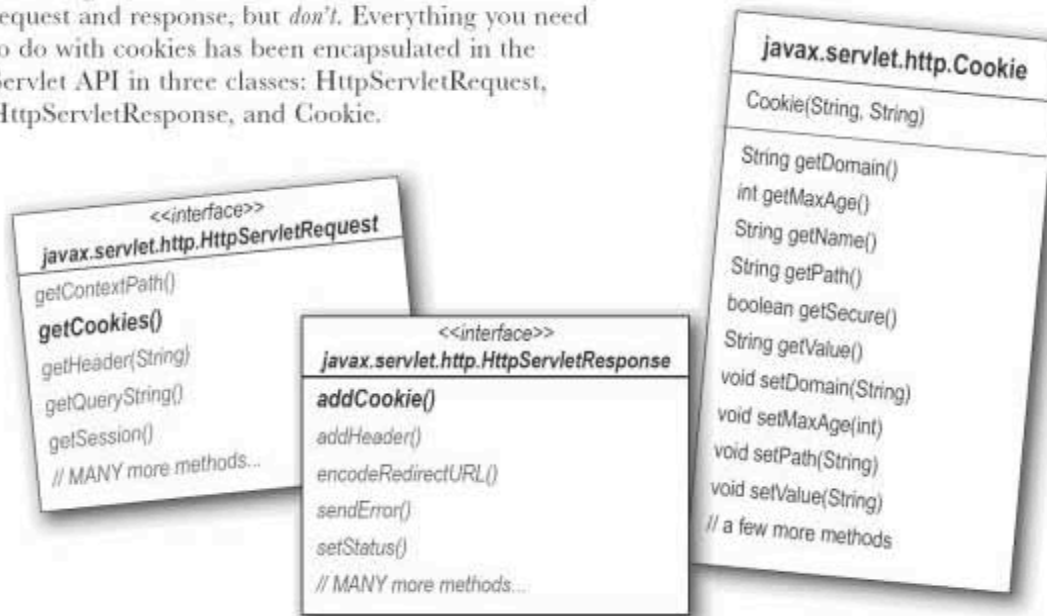 request and response, but don't. Everything you need
to do with cookies has been encapsulated in the
Servlet API in three classes: HttpServletRequest,
HttpServletResponse, and Cookie.
<<interface>>
javax.servlet.http.HttpServletRequest
getContextPath()
getCookies()
getHeader(String)
getQueryString()
getSession()
// MANY more methods...
<<interface>>
javax.servlet.http.HttpServletResponse
addCookie()
addHeader()
encodeRedirectURL()
sendError()
setStatus()
// MANY more methods...
javax.servlet.http.Cookie
Cookie(String, String)
String getDomain()
int getMaxAge()
String getName()
String getPath()
boolean getSecure()
String getValue()
void setDomain(String)
void setMaxAge(int)
void setPath(String)
void setValue(String)
// a few more methods